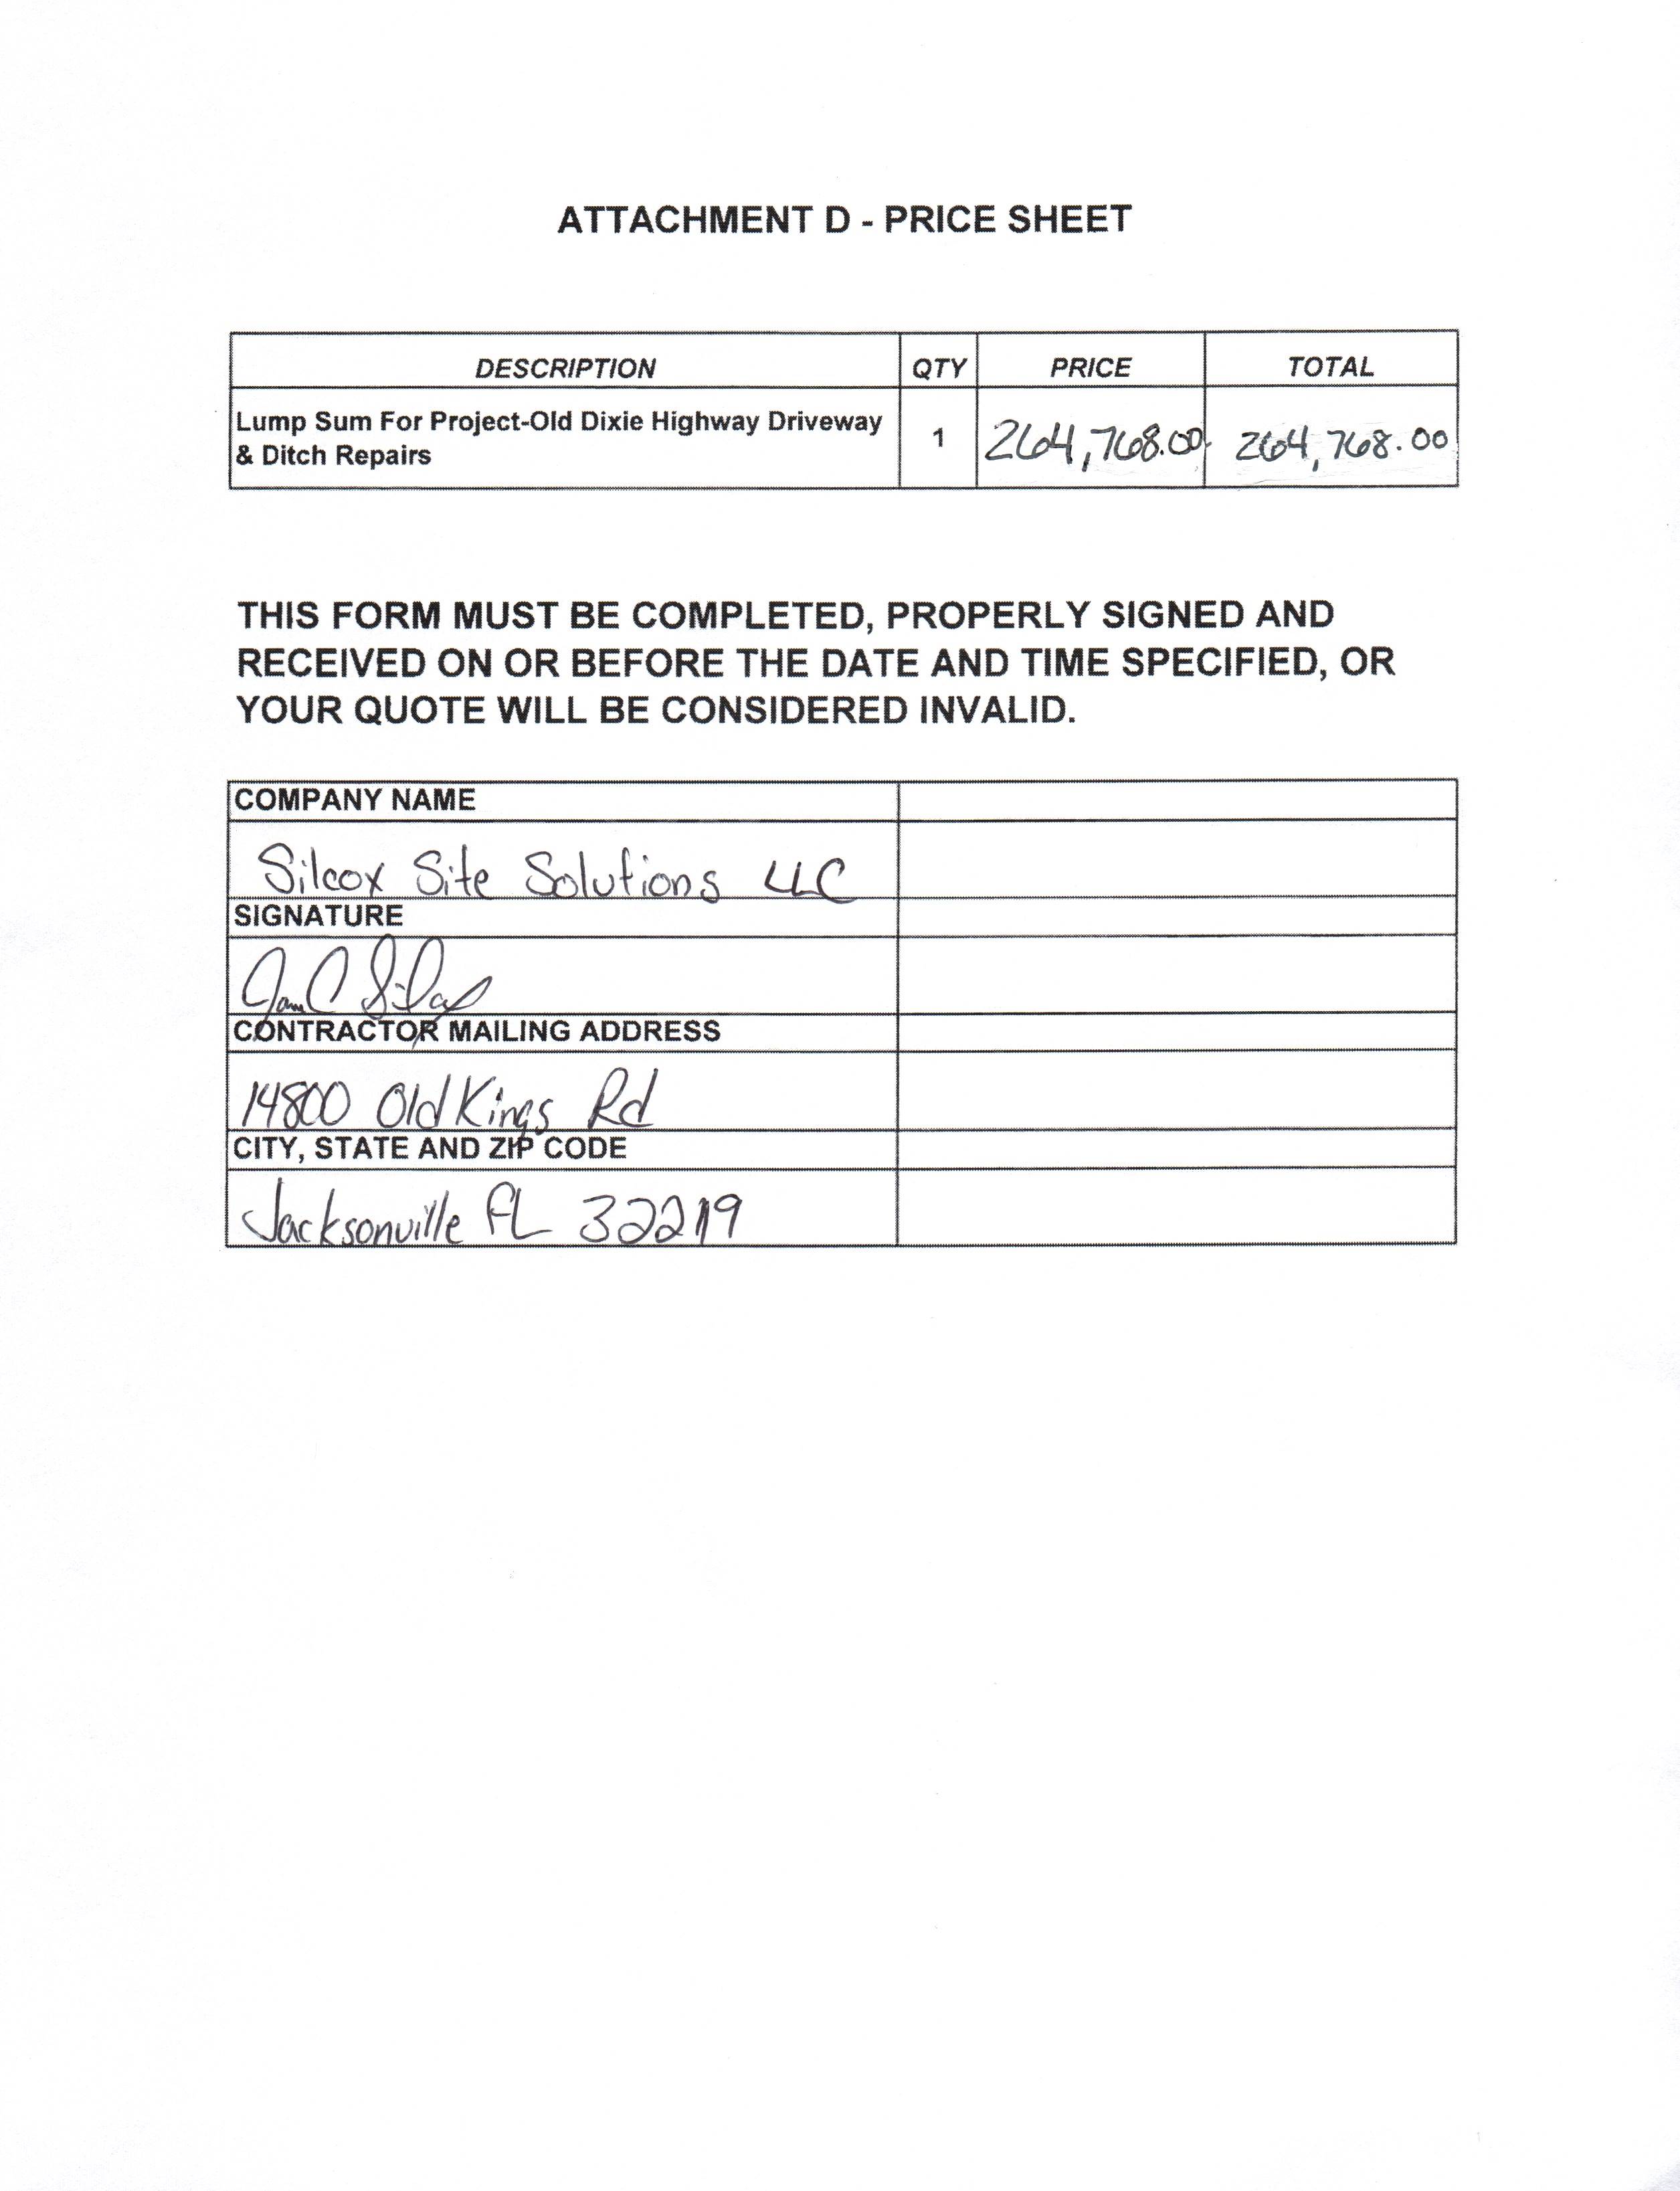 ATTACHMENT D - PRICE SHEET
DESCRIPTION QTY PRICE TOTAL
Lump Sum For Project-Old Dixie Highway Driveway
& Ditch Repairs
1 264,768.00 264,768.00
THIS FORM MUST BE COMPLETED, PROPERLY SIGNED AND
RECEIVED ON OR BEFORE THE DATE AND TIME SPECIFIED, OR
YOUR QUOTE WILL BE CONSIDERED INVALID.
COMPANY NAME
Silcox Site Solutions LLC
SIGNATURE
CONTRACTOR MAILING ADDRESS
14800 Old Kings Rd
CITY, STATE AND ZIP CODE
Jacksonville FL 32219